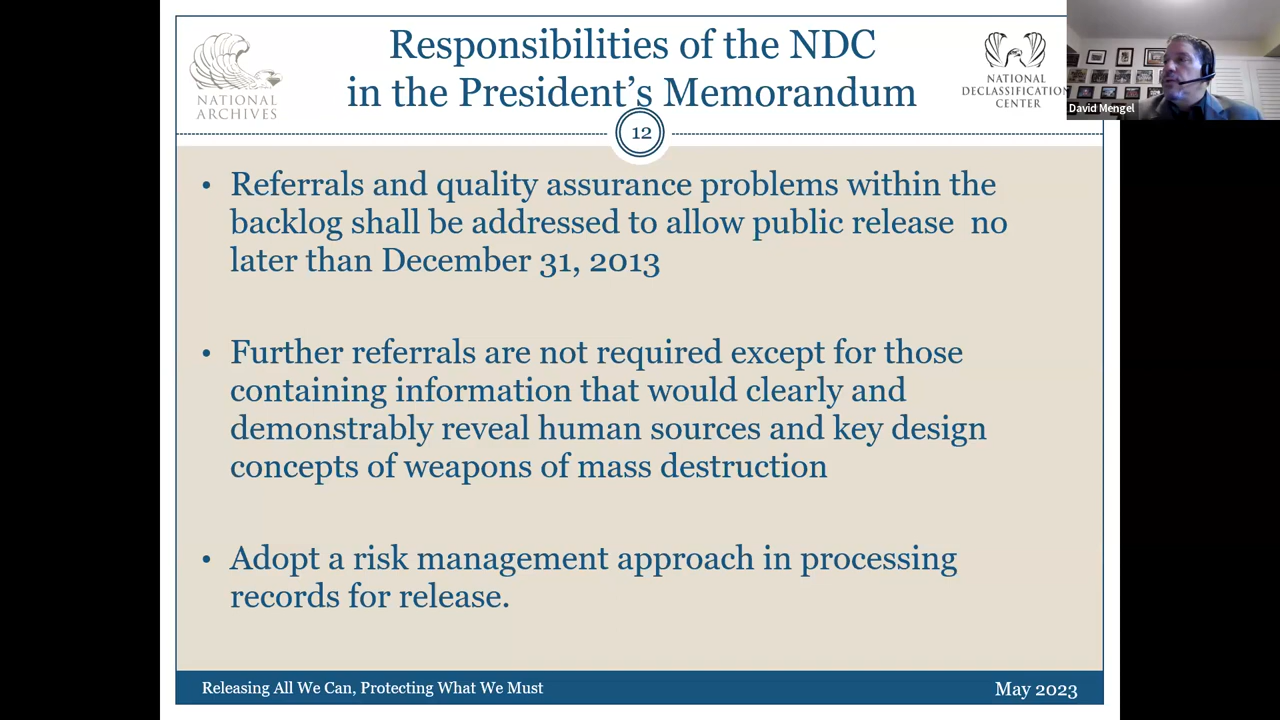 Responsibilities of the NDC
in the President's Memorandum
NATIONAL
ARCHIVES
NATIONAL
DECLASSIFICATION
CENTER
David Mengel
12
• Referrals and quality assurance problems within the
backlog shall be addressed to allow public release  no
later than December 31, 2013
• Further referrals are not required except for those
containing information that would clearly and
demonstrably reveal human sources and key design
concepts of weapons of mass destruction
• Adopt a risk management approach in processing
records for release.
Releasing All We Can, Protecting What We Must
May 2023